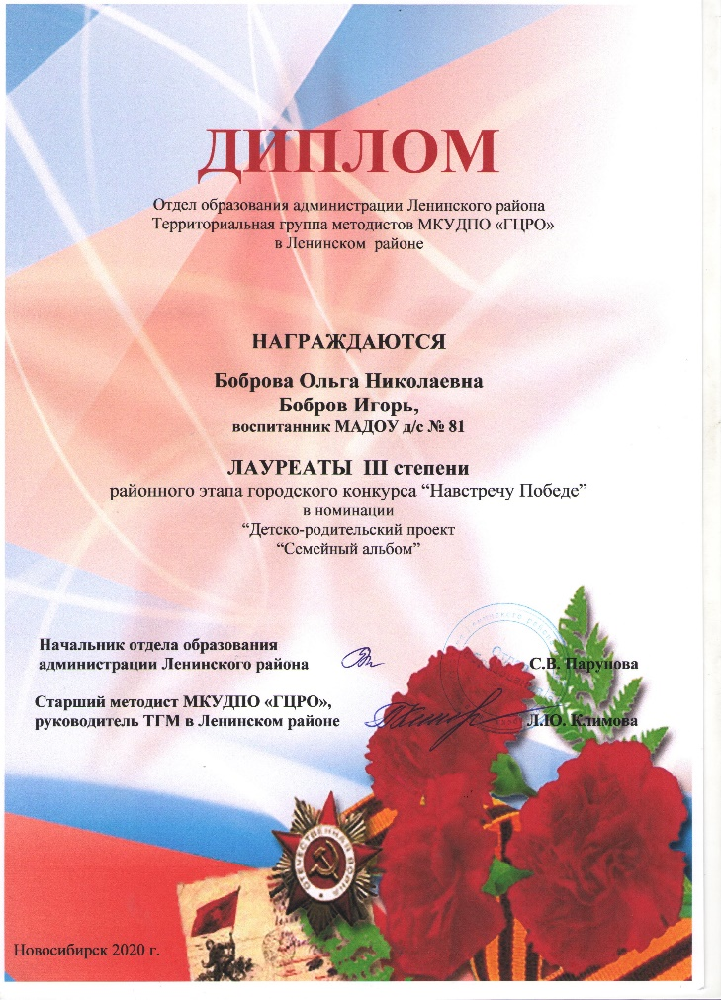 ДИПЛОМ
Отдел образования администрации Ленинского района
Территориальная группа методистов МКУДПО «ГЦРО»
в Ленинском районе
НАГРАЖДАЮТСЯ
Боброва Ольга Николаевна
Бобров Игорь,
воспитанник МАДОУ д/с № 81
ЛАУРЕАТЫ III степени
районного этапа городского конкурса “Навстречу Победе”
в номинации
“Детско-родительский проект
“Семейный альбом”
Начальник отдела образования
администрации Ленинского района С.В. Парунова
Старший методист МКУДПО «ГЦРО»,
руководитель ТГМ в Ленинском районе Л.Ю. Климова
ОТЕЧЕСТВЕННАЯ ВОЙНА
Новосибирск 2020 г.